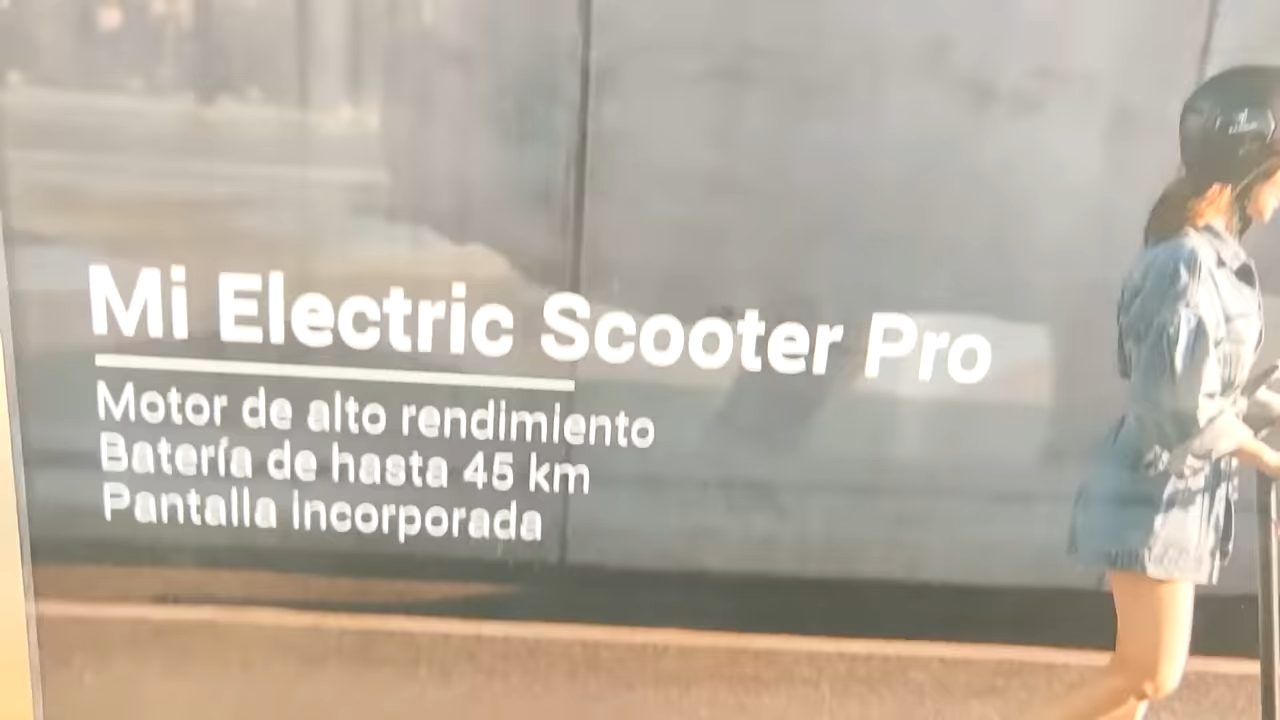 Mi Electric Scooter Pro
Motor de alto rendimiento
Batería de hasta 45 km
Pantalla incorporada